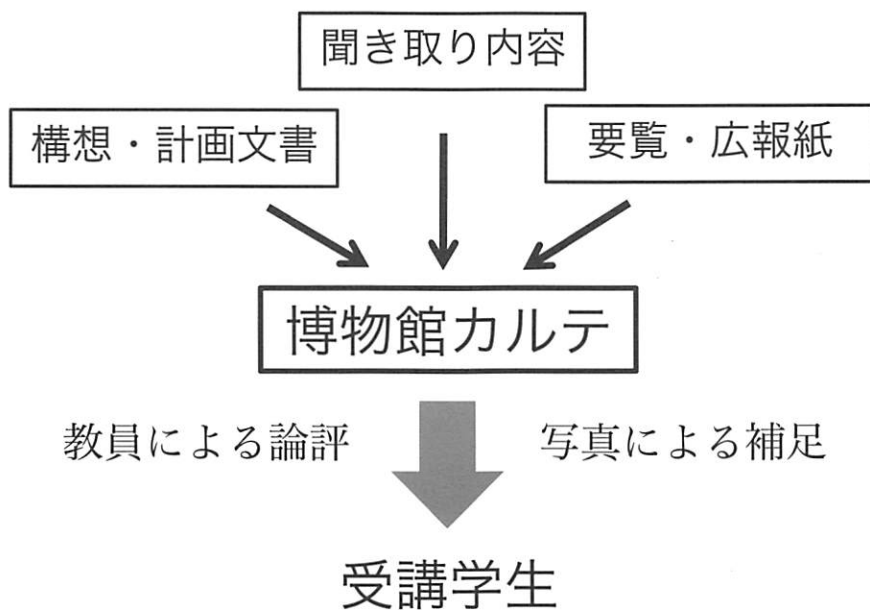 聞き取り内容
構想・計画文書
要覧・広報紙
博物館カルテ
教員による論評
写真による補足
受講学生